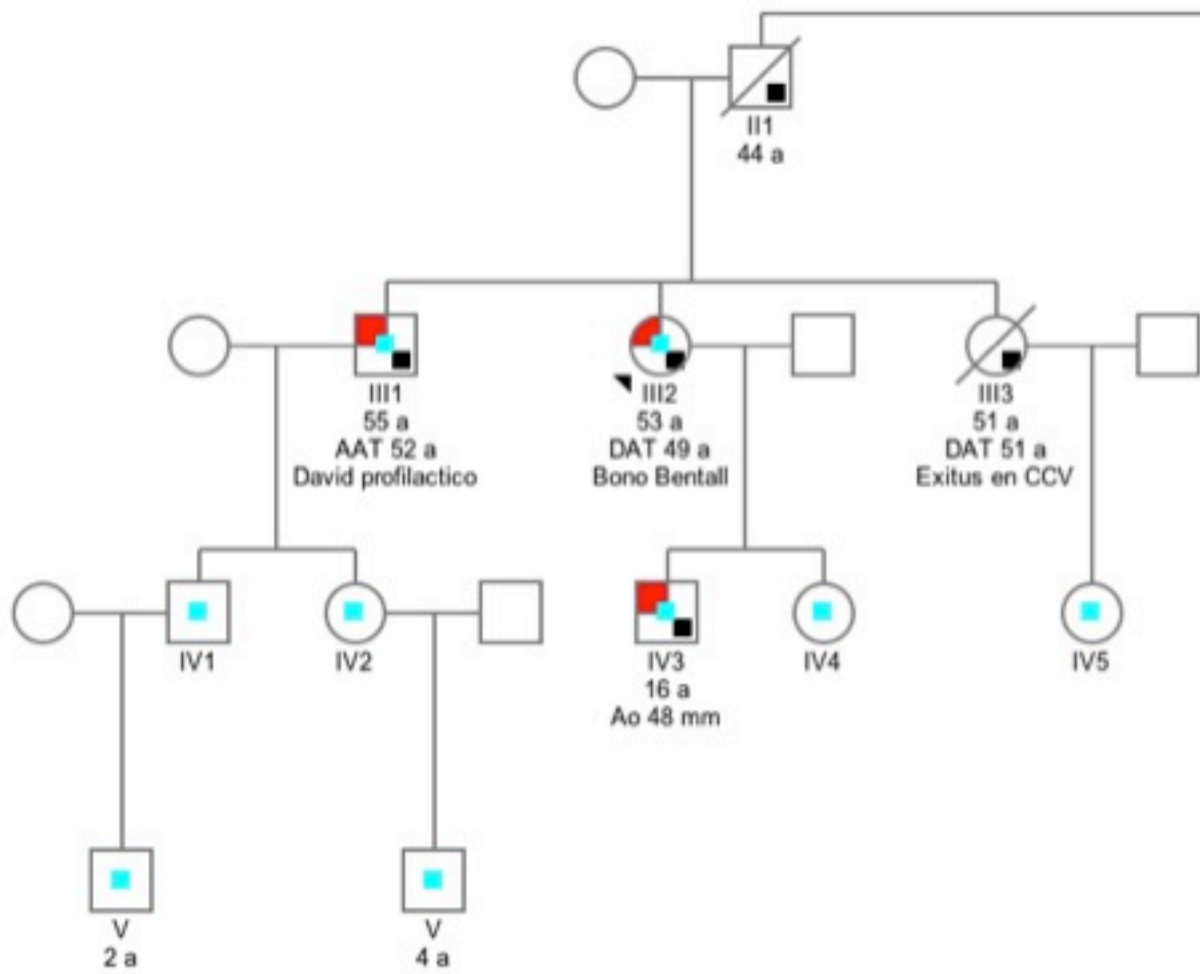 II1
44 a
III1
55 a
AAT 52 a
David profilactico
III2
53 a
DAT 49 a
Bono Bentall
III3
51 a
DAT 51 a
Exitus en CCV
IV1
IV2
IV3
16 a
Ao 48 mm
IV4
IV5
V
2 a
V
4 a